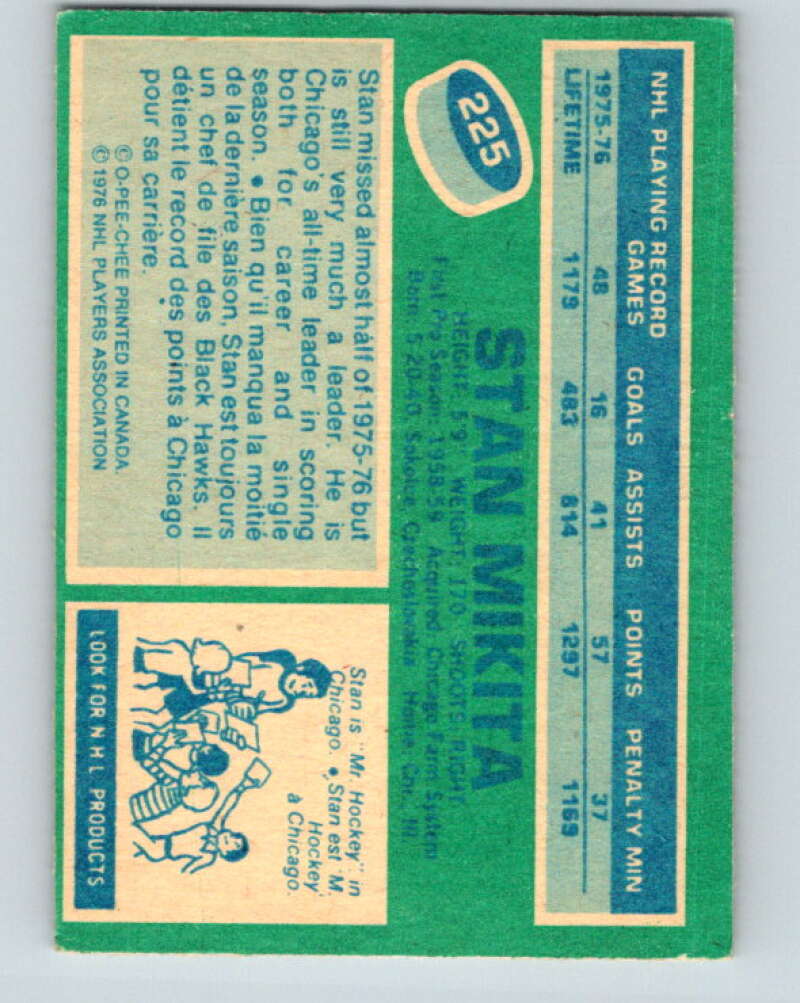 NHL PLAYING RECORD
GAMES GOALS ASSISTS POINTS PENALTY MIN
1975-76 48 16 41 57 37
LIFETIME 1179 483 814 1297 1169
225
STAN MIKITA
HEIGHT: 5'9" WEIGHT: 170 SHOOTS: RIGHT
First Pro Season: 1958-59 Acquired: Chicago Farm System
Born: 5-20-40, Sokolce, Czechoslovakia Home:
Stan missed almost half of 1975-76 but
is still very much a leader. He is
Chicago's all-time leader in scoring
both for career and single
season. • Bien qu'il manqua la moitié
de la dernière saison, Stan est toujours
un chef de file des Black Hawks. Il
détient le record des points à Chicago
pour sa carrière.
© O-PEE-CHEE PRINTED IN CANADA.
© 1976 NHL PLAYERS ASSOCIATION
Stan is "Mr. Hockey" in
Chicago. • Stan est 'M.
Hockey'
à Chicago.
LOOK FOR N H L PRODUCTS